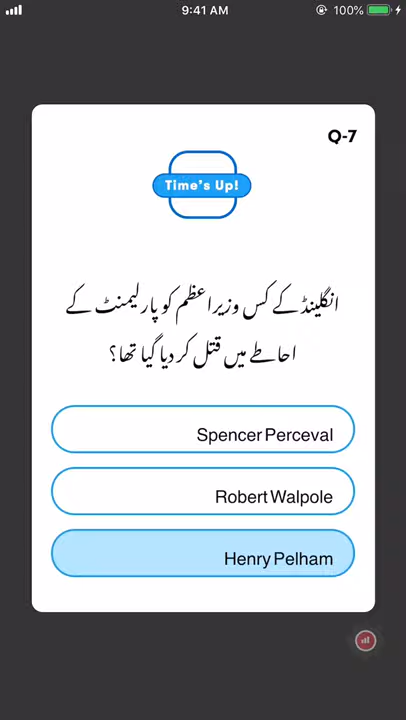 9:41 AM
100%
Q-7
Time's Up!
انگلینڈ کے کس وزیراعظم کو پارلیمنٹ کے
احاطے میں قتل کر دیا گیا تھا؟
Spencer Perceval
Robert Walpole
Henry Pelham